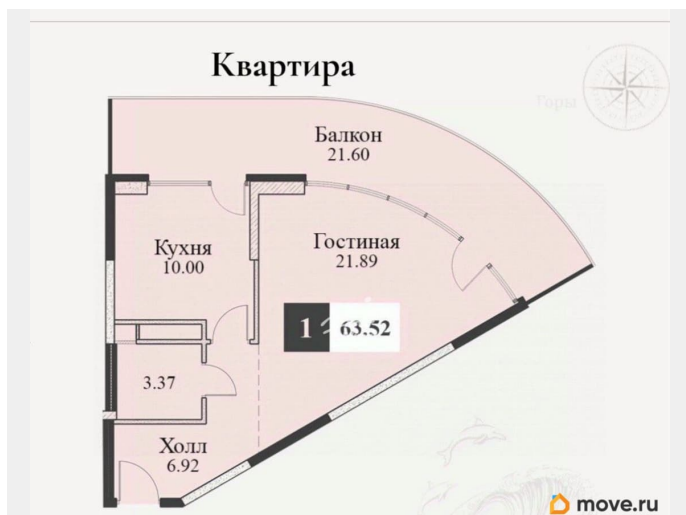 Квартира
Горы
Балкон
21.60
Кухня
10.00
Гостиная
21.89
1 63.52
3.37
Холл
6.92
move.ru